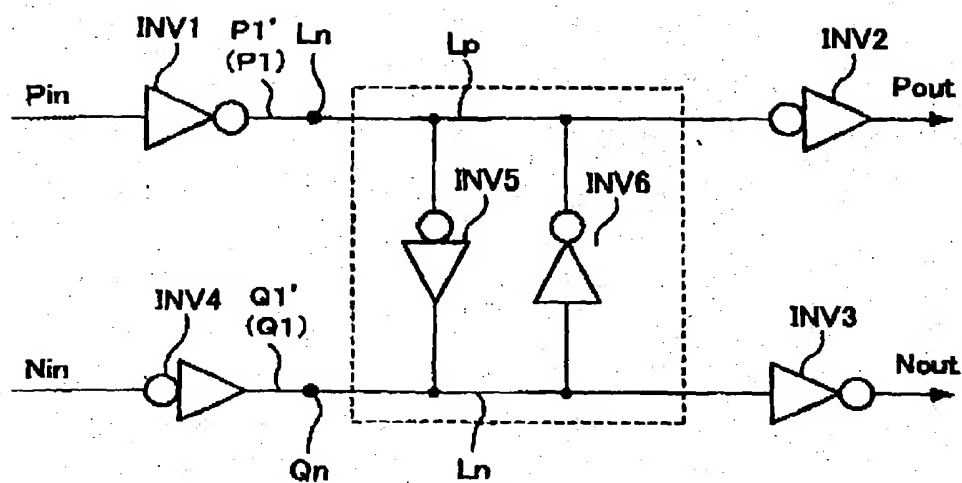 INV1
P1'
(P1)
Ln
Lp
INV2
Pin
Pout
INV5
INV6
INV4
Q1'
(Q1)
INV3
Nin
Nout
Qn
Ln